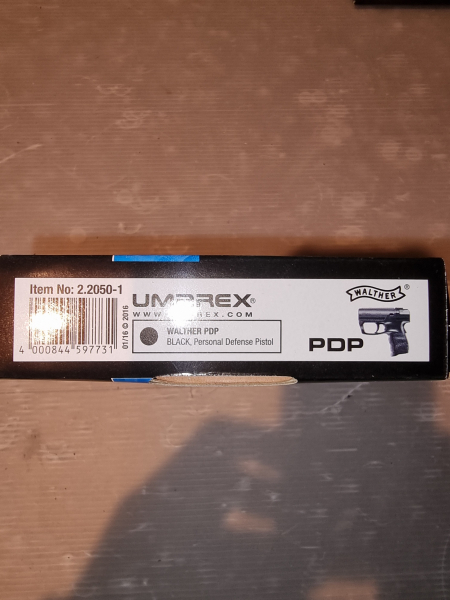 Item No: 2.2050-1
4 000844 597731
01/16 © 2016
UMAREX®
WWW.UMAREX.COM
WALTHER PDP
BLACK, Personal Defense Pistol
WALTHER®
PDP